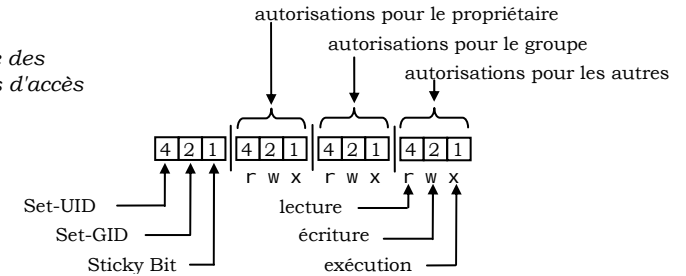 autorisations pour le propriétaire
autorisations pour le groupe
autorisations pour les autres
e des
s d'accès
4 2 1 4 2 1 4 2 1 4 2 1
r w x r w x r w x
Set-UID
lecture
Set-GID
écriture
Sticky Bit
exécution